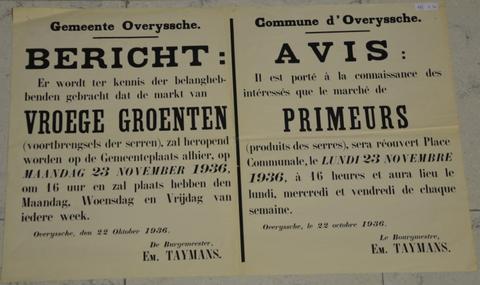 Gemeente Overyssche.
BERICHT :
Er wordt ter kennis der belangheb-
benden gebracht dat de markt van
VROEGE GROENTEN
(voortbrengsels der serren), zal heropend
worden op de Gemeenteplaats alhier, op
MAANDAG 23 NOVEMBER 1936,
om 16 uur en zal plaats hebben den
Maandag, Woensdag en Vrijdag van
iedere week.
Overyssche, den 22 Oktober 1936.
De Burgemeester,
EM. TAYMANS.
Commune d'Overyssche.
AVIS :
Il est porté à la connaissance des
intéressés que le marché de
PRIMEURS
(produits des serres), sera réouvert Place
Communale, le LUNDI 23 NOVEMBRE
1936, à 16 heures et aura lieu le
lundi, mercredi et vendredi de chaque
semaine.
Overyssche, le 22 octobre 1936.
Le Bourgmestre,
EM. TAYMANS.